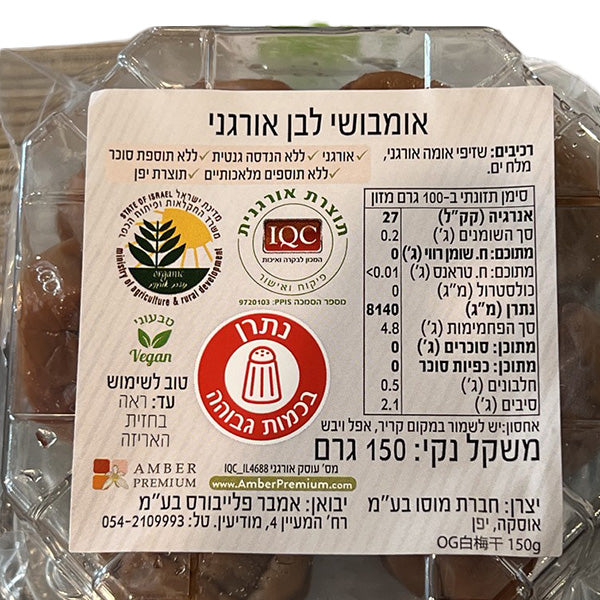 אומבושי לבן אורגני
רכיבים: שזיפי אומה אורגני,
מלח ים.
✓אורגני ✓ללא הנדסה גנטית ✓ללא תוספת סוכר
✓ללא תוספים מלאכותיים ✓תוצרת יפן
STATE OF ISRAEL מדינת ישראל
משרד החקלאות ופיתוח הכפר
organic
ministry of agriculture & rural development
תוצרת אורגנית
IQC
המכון לבקרה ואיכות
פיקוח ואישור
מספר הסמכה PPIS: 9720103
סימון תזונתי ב-100 גרם מזון
אנרגיה (קק"ל) 27
סך השומנים (ג') 0.2
מתוכם: ח. שומן רווי (ג') 0
מתוכם: ח. טראנס (ג') <0.01
כולסטרול (מ"ג) 0
נתרן (מ"ג) 8140
סך הפחמימות (ג') 4.8
מתוכן: סוכרים (ג') 0
מתוכן: כפיות סוכר 0
חלבונים (ג') 0.5
סיבים (ג') 2.1
טבעוני
Vegan
נתרן
בכמות גבוהה
טוב לשימוש
עד: ראה
בחזית
האריזה
אחסון:יש לשמור במקום קריר, אפל ויבש
משקל נקי: 150 גרם
AMBER
PREMIUM
מס' עוסק אורגני IQC_IL4688
www.AmberPremium.com
יצרן: חברת מוסו בע"מ
אוסקה, יפן
יבואן: אמבר פלייבורס בע"מ
רח' המעיין 4, מודיעין. טל: 054-2109993
OG白梅干 150g